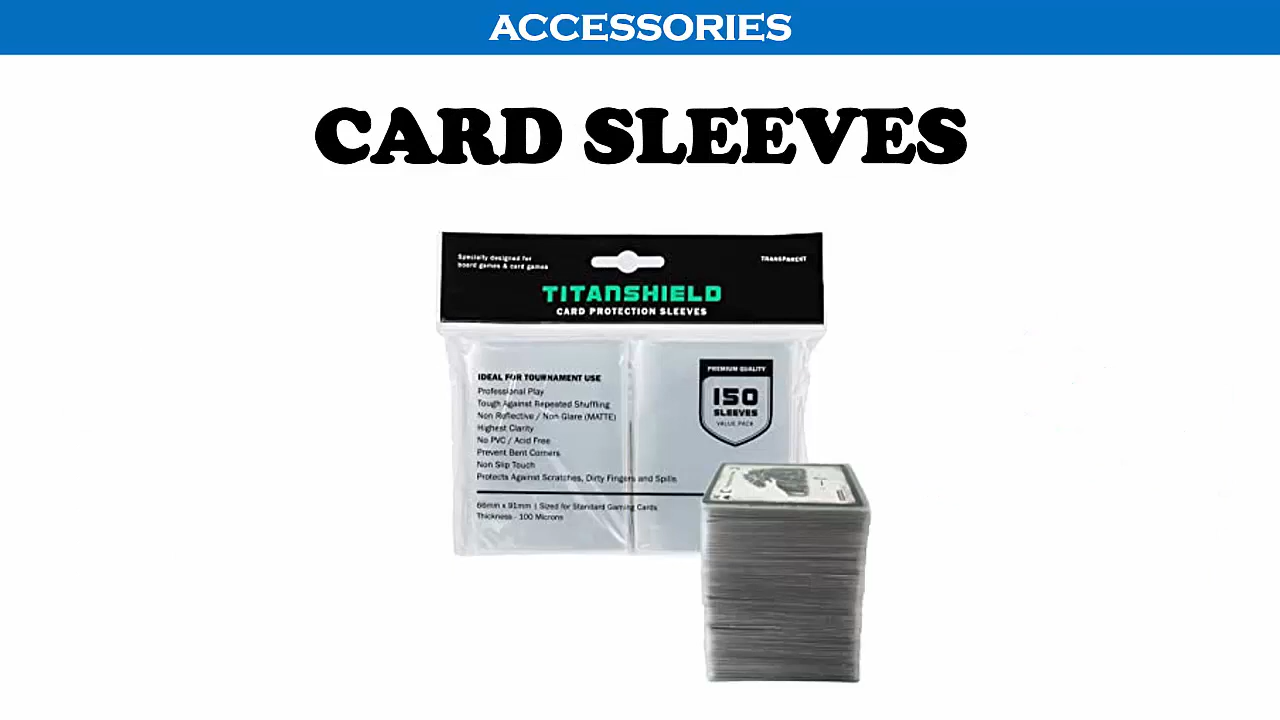 ACCESSORIES
CARD SLEEVES
Specially designed for
board games & card games
TRANSPARENT
TITANSHIELD
CARD PROTECTION SLEEVES
IDEAL FOR TOURNAMENT USE
Professional Play
Tough Against Repeated Shuffling
Non Reflective / Non Glare (MATTE)
Highest Clarity
No PVC / Acid Free
Prevent Bent Corners
Non Slip Touch
Protects Against Scratches, Dirty Fingers and Spills
66mm x 91mm | Sized for Standard Gaming Cards
Thickness - 100 Microns
PREMIUM QUALITY
150
SLEEVES
VALUE PACK